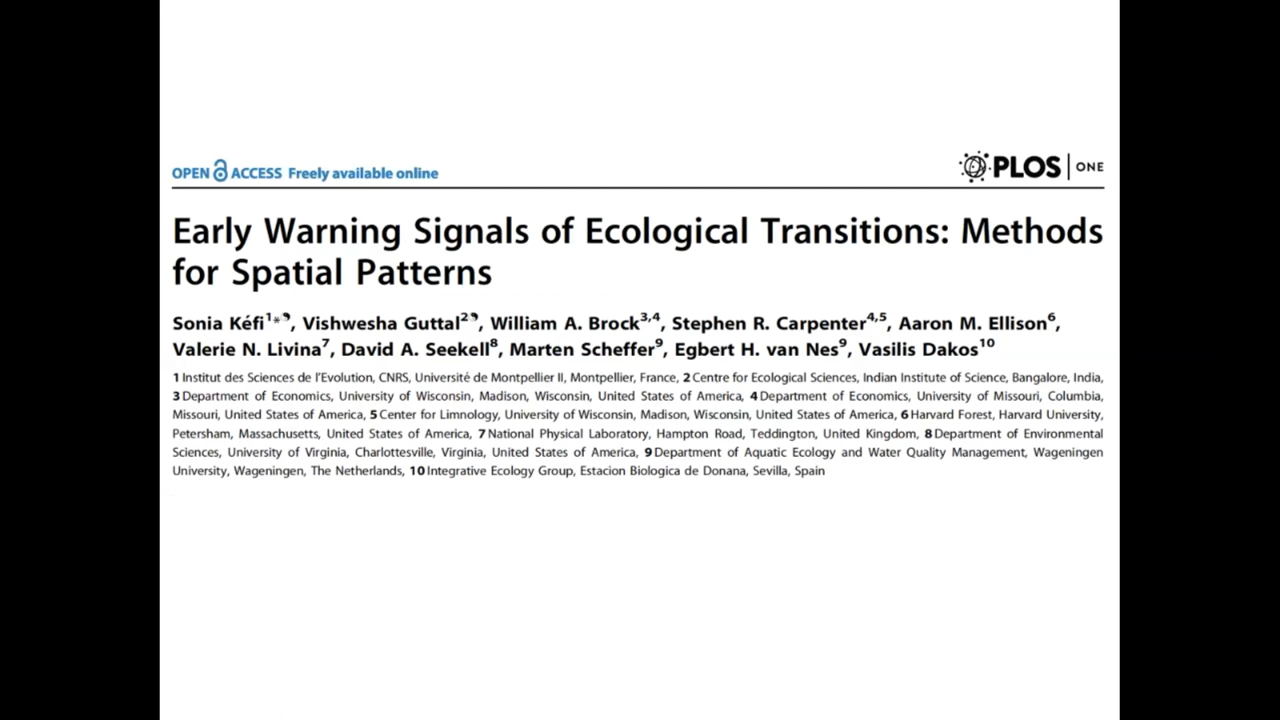 OPEN ACCESS Freely available online
PLOS | ONE
Early Warning Signals of Ecological Transitions: Methods
for Spatial Patterns
Sonia Kéfi1*9, Vishwesha Guttal29, William A. Brock3,4, Stephen R. Carpenter4,5, Aaron M. Ellison6,
Valerie N. Livina7, David A. Seekell8, Marten Scheffer9, Egbert H. van Nes9, Vasilis Dakos10
1 Institut des Sciences de l'Evolution, CNRS, Université de Montpellier II, Montpellier, France, 2 Centre for Ecological Sciences, Indian Institute of Science, Bangalore, India,
3 Department of Economics, University of Wisconsin, Madison, Wisconsin, United States of America, 4 Department of Economics, University of Missouri, Columbia,
Missouri, United States of America, 5 Center for Limnology, University of Wisconsin, Madison, Wisconsin, United States of America, 6 Harvard Forest, Harvard University,
Petersham, Massachusetts, United States of America, 7 National Physical Laboratory, Hampton Road, Teddington, United Kingdom, 8 Department of Environmental
Sciences, University of Virginia, Charlottesville, Virginia, United States of America, 9 Department of Aquatic Ecology and Water Quality Management, Wageningen
University, Wageningen, The Netherlands, 10 Integrative Ecology Group, Estacion Biologica de Donana, Sevilla, Spain